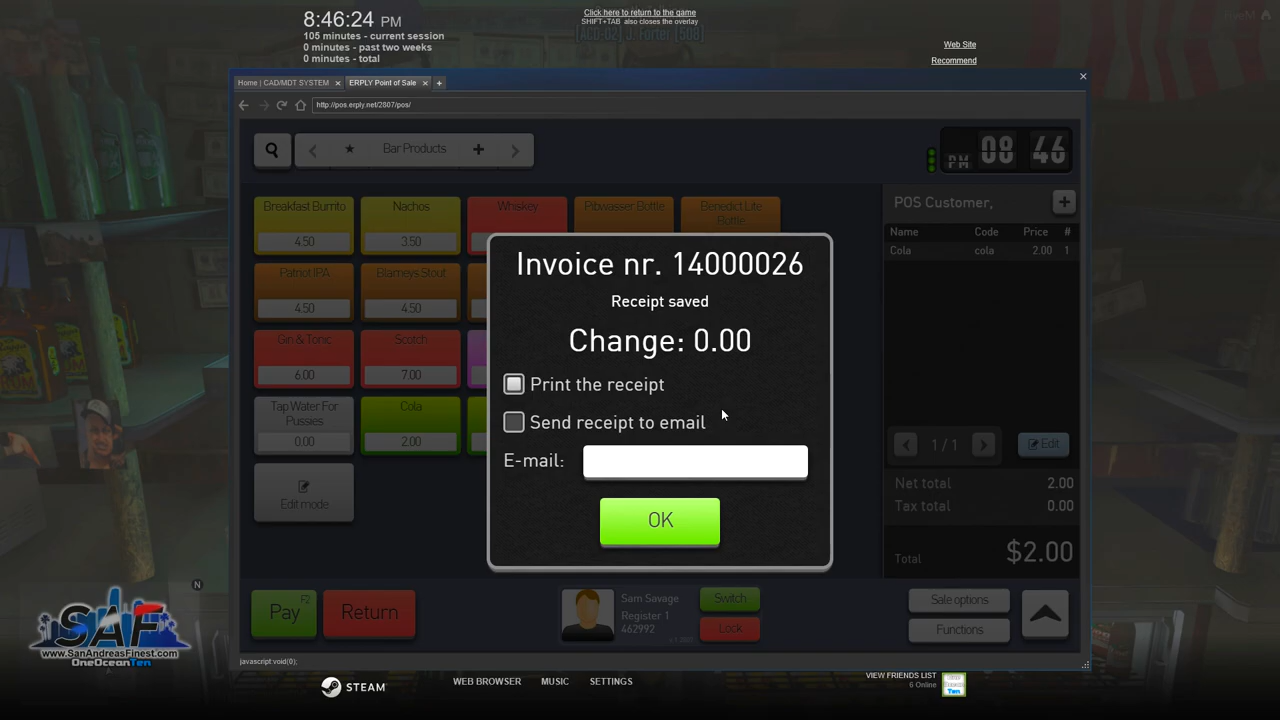 8:46:24 PM
105 minutes - current session
0 minutes - past two weeks
0 minutes - total
Click here to return to the game
SHIFT+TAB also closes the overlay
[ACO-02] J. Forter [508]
FiveM
Web Site
Recommend
Home | CAD/MDT SYSTEM
ERPLY Point of Sale
http://pos.erply.net/2807/pos/
Bar Products
PM 08 46
Breakfast Burrito
4.50
Nachos
3.50
Whiskey
Pibwasser Bottle
Benedict Lite Bottle
Patriot IPA
4.50
Blarneys Stout
4.50
Gin & Tonic
6.00
Scotch
7.00
Tap Water For Pussies
0.00
Cola
2.00
Edit mode
POS Customer,
Name Code Price #
Cola cola 2.00 1
1 / 1
Edit
Net total 2.00
Tax total 0.00
Total $2.00
Invoice nr. 14000026
Receipt saved
Change: 0.00
Print the receipt
Send receipt to email
E-mail:
OK
Pay F2
Return
Sam Savage
Register 1
462992
Switch
Lock
Sale options
Functions
javascript void(0);
N
SAF
www.SanAndreasFinest.com
OneOceanTen
STEAM
WEB BROWSER
MUSIC
SETTINGS
VIEW FRIENDS LIST
6 Online